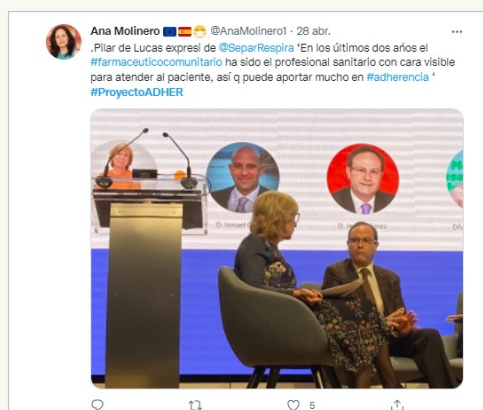 Ana Molinero 🇪🇺🇪🇸😷 @AnaMolinero1 · 28 abr.
.Pilar de Lucas expresi de @SeparRespira ‘En los últimos dos años el
#farmaceuticocomunitario ha sido el profesional sanitario con cara visible
para atender al paciente, así q puede aportar mucho en #adherencia ‘
#ProyectoADHER
D. Ismael
5